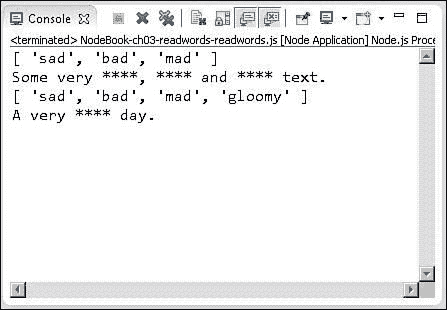 Console
<terminated> NodeBook-ch03-readwords-readwords.js [Node Application] Node.js Proce
[ 'sad', 'bad', 'mad' ]
Some very ****, **** and **** text.
[ 'sad', 'bad', 'mad', 'gloomy' ]
A very **** day.